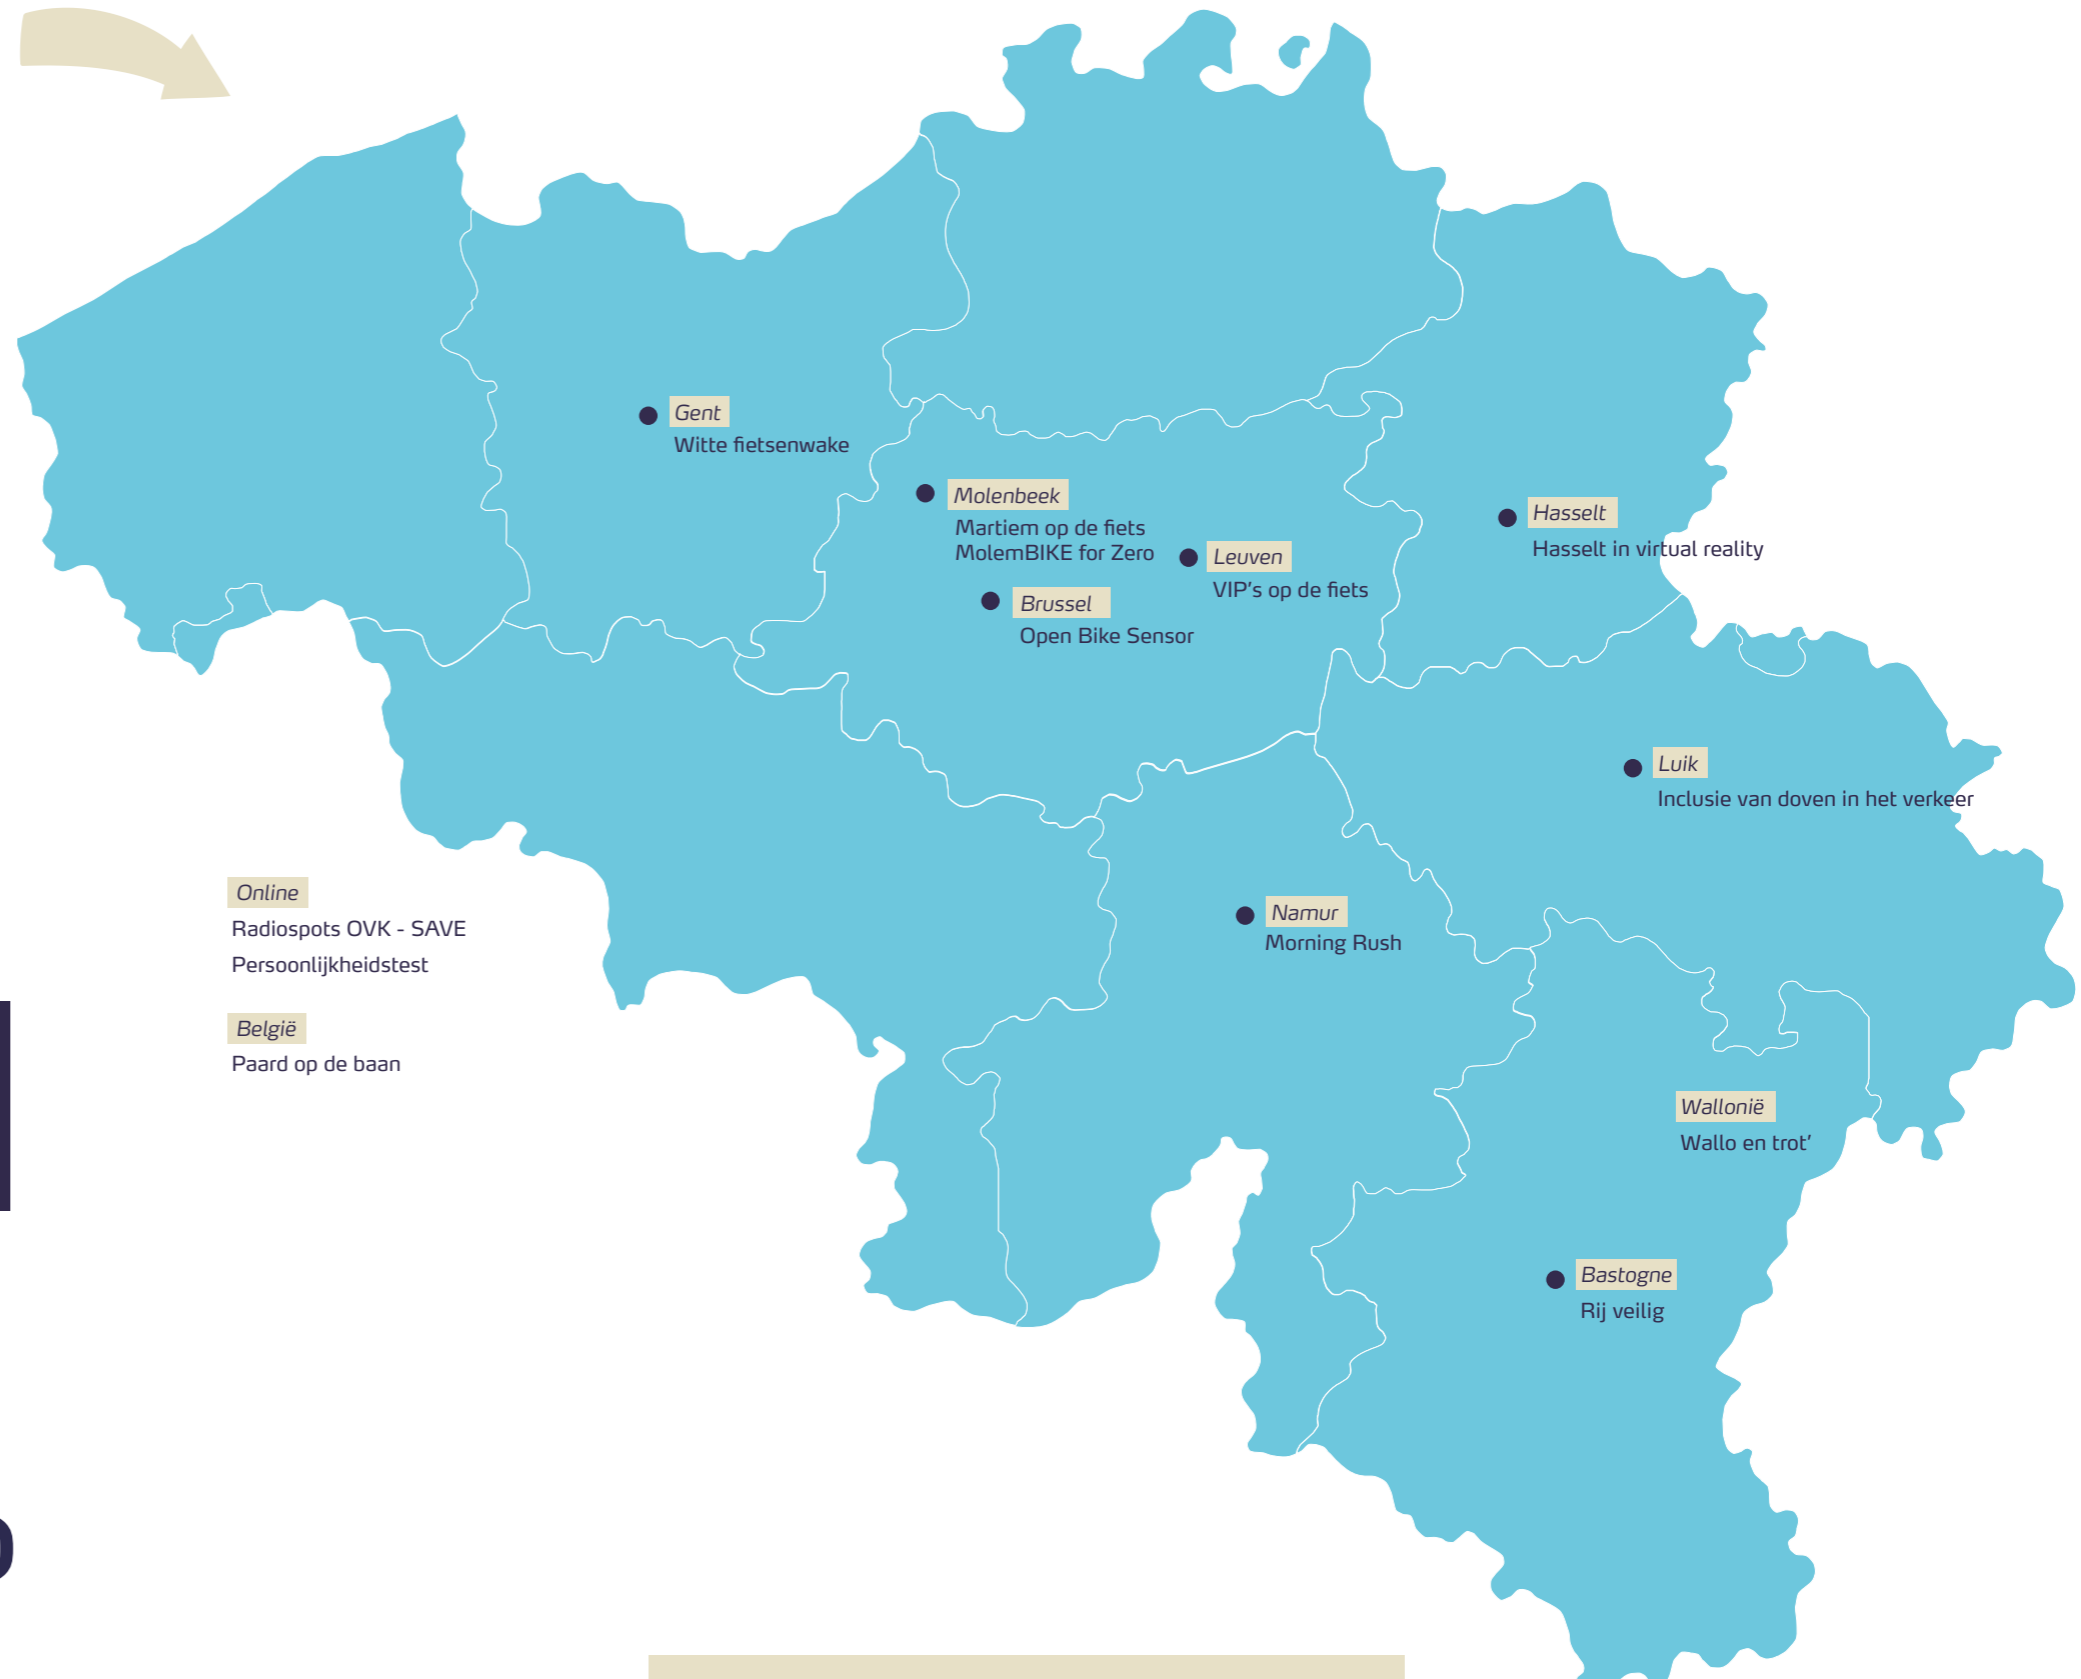 Gent
Witte fietsenwake
Molenbeek
Martiem op de fiets
MolemBIKE for Zero
Leuven
VIP's op de fiets
Brussel
Open Bike Sensor
Hasselt
Hasselt in virtual reality
Luik
Inclusie van doven in het verkeer
Online
Radiospots OVK - SAVE
Persoonlijkheidstest
België
Paard op de baan
Namur
Morning Rush
Wallonië
Wallo en trot'
Bastogne
Rij veilig